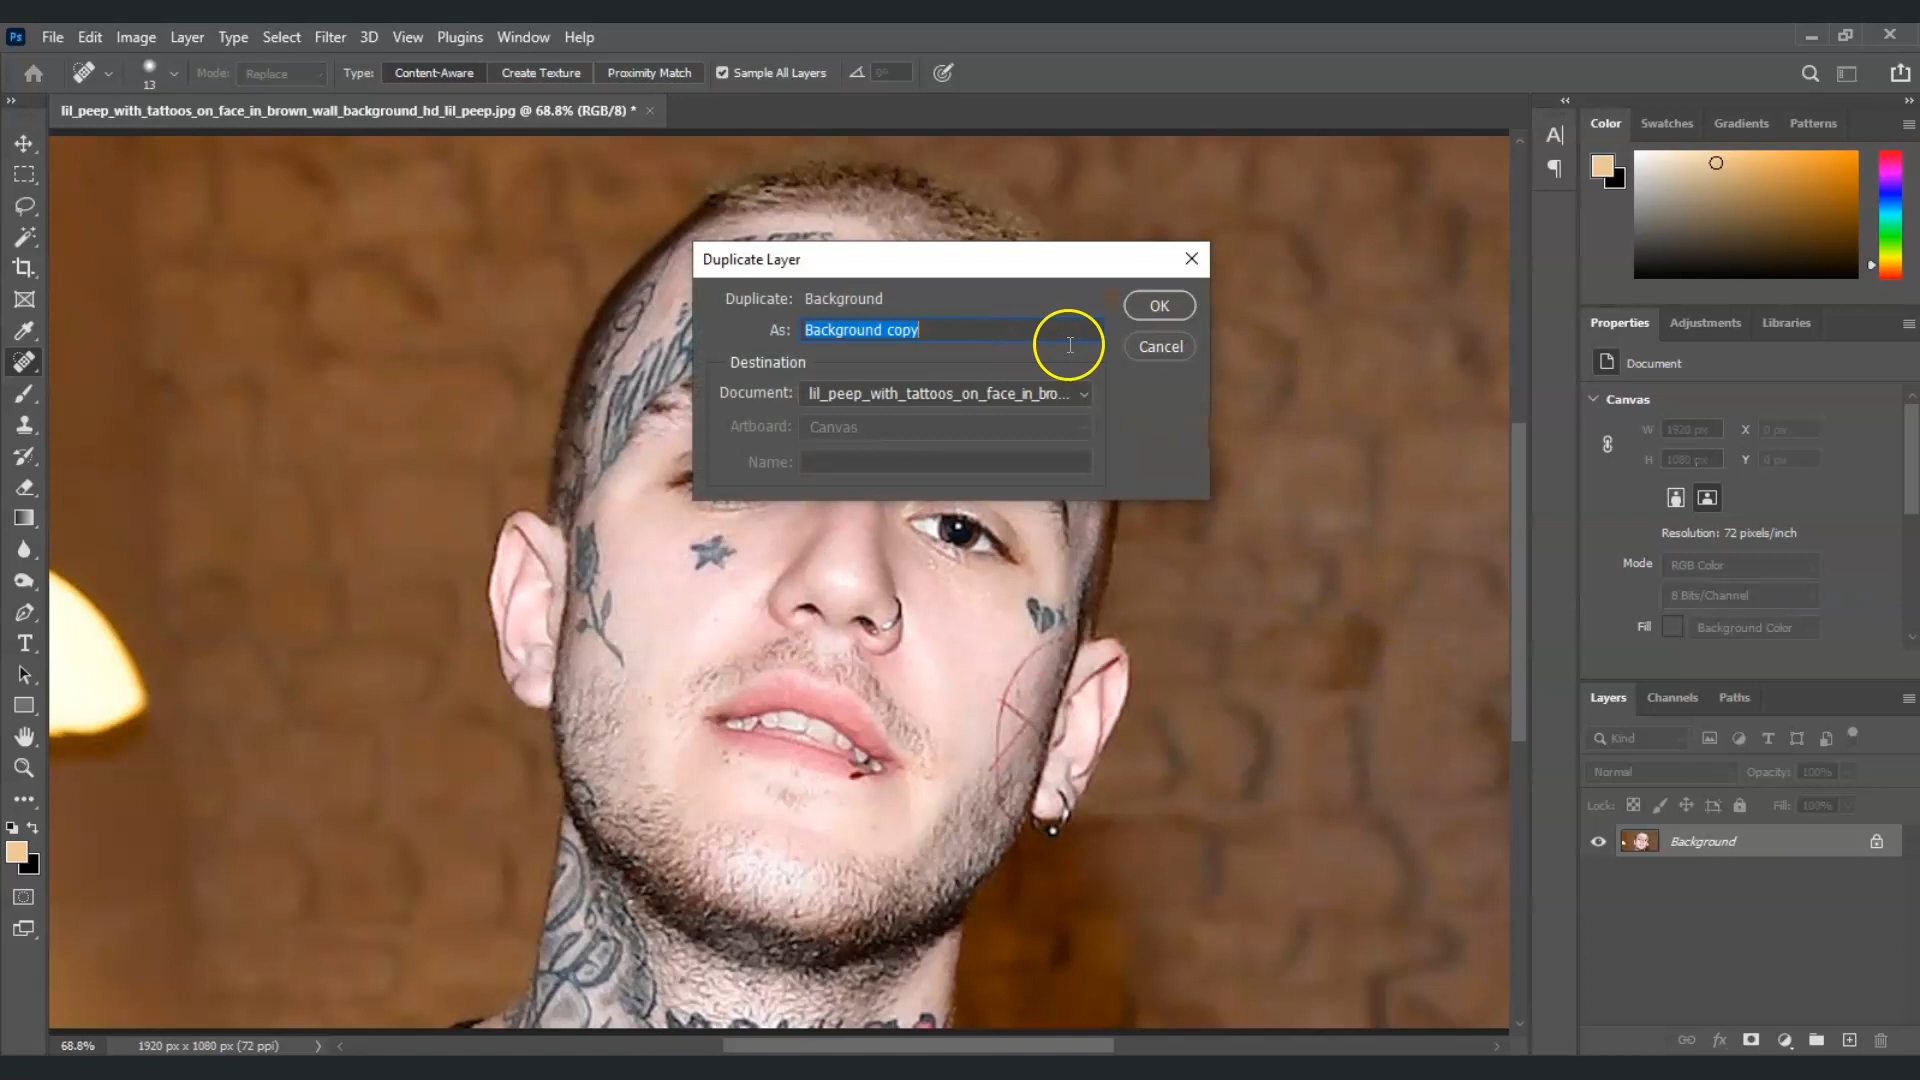 Ps File Edit Image Layer Type Select Filter 3D View Plugins Window Help
13 Mode: Replace Type: Content-Aware Create Texture Proximity Match Sample All Layers 0°
lil_peep_with_tattoos_on_face_in_brown_wall_background_hd_lil_peep.jpg @ 68.8% (RGB/8) *
Color Swatches Gradients Patterns
Duplicate Layer
Duplicate: Background
OK
As: Background copy
Cancel
Destination
Document: lil_peep_with_tattoos_on_face_in_bro...
Artboard: Canvas
Name:
Properties Adjustments Libraries
Document
Canvas
W 1920 px X 0 px
H 1080 px Y 0 px
Resolution: 72 pixels/inch
Mode RGB Color
8 Bits/Channel
Fill Background Color
Layers Channels Paths
Kind
Normal Opacity: 100%
Lock: Fill: 100%
Background
fx
68.8% 1920 px x 1080 px (72 ppi)